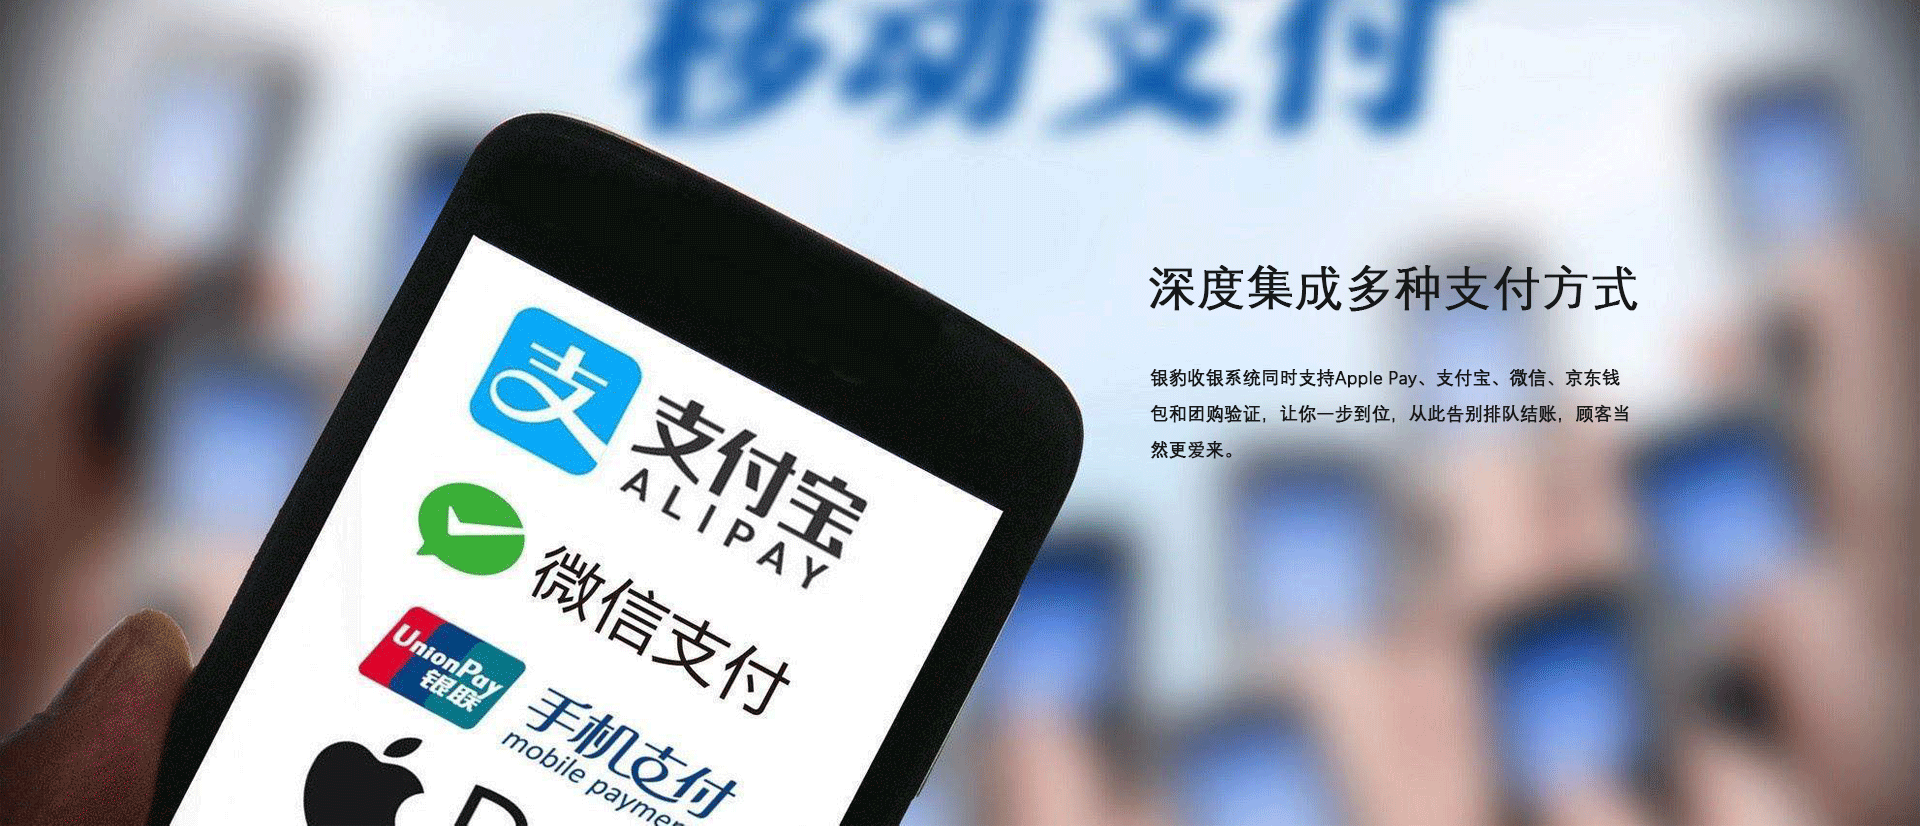 移动支付
深度集成多种支付方式
银豹收银系统同时支持Apple Pay、支付宝、微信、京东钱
包和团购验证，让你一步到位，从此告别排队结账，顾客当
然更爱来。
支
支付宝
ALIPAY
微信支付
UnionPay
银联
手机支付
mobile paymen